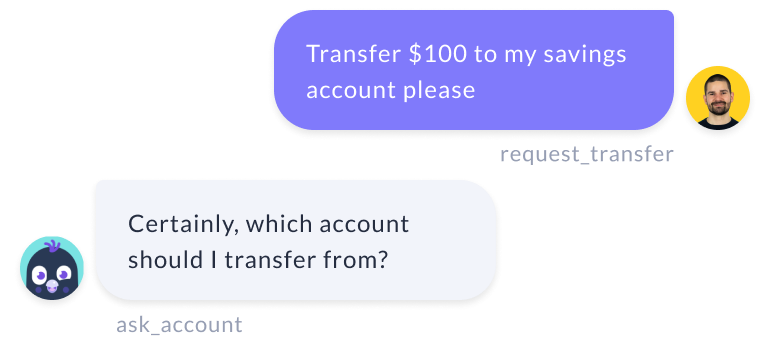 Transfer $100 to my savings
account please
request_transfer
Certainly, which account
should I transfer from?
ask_account